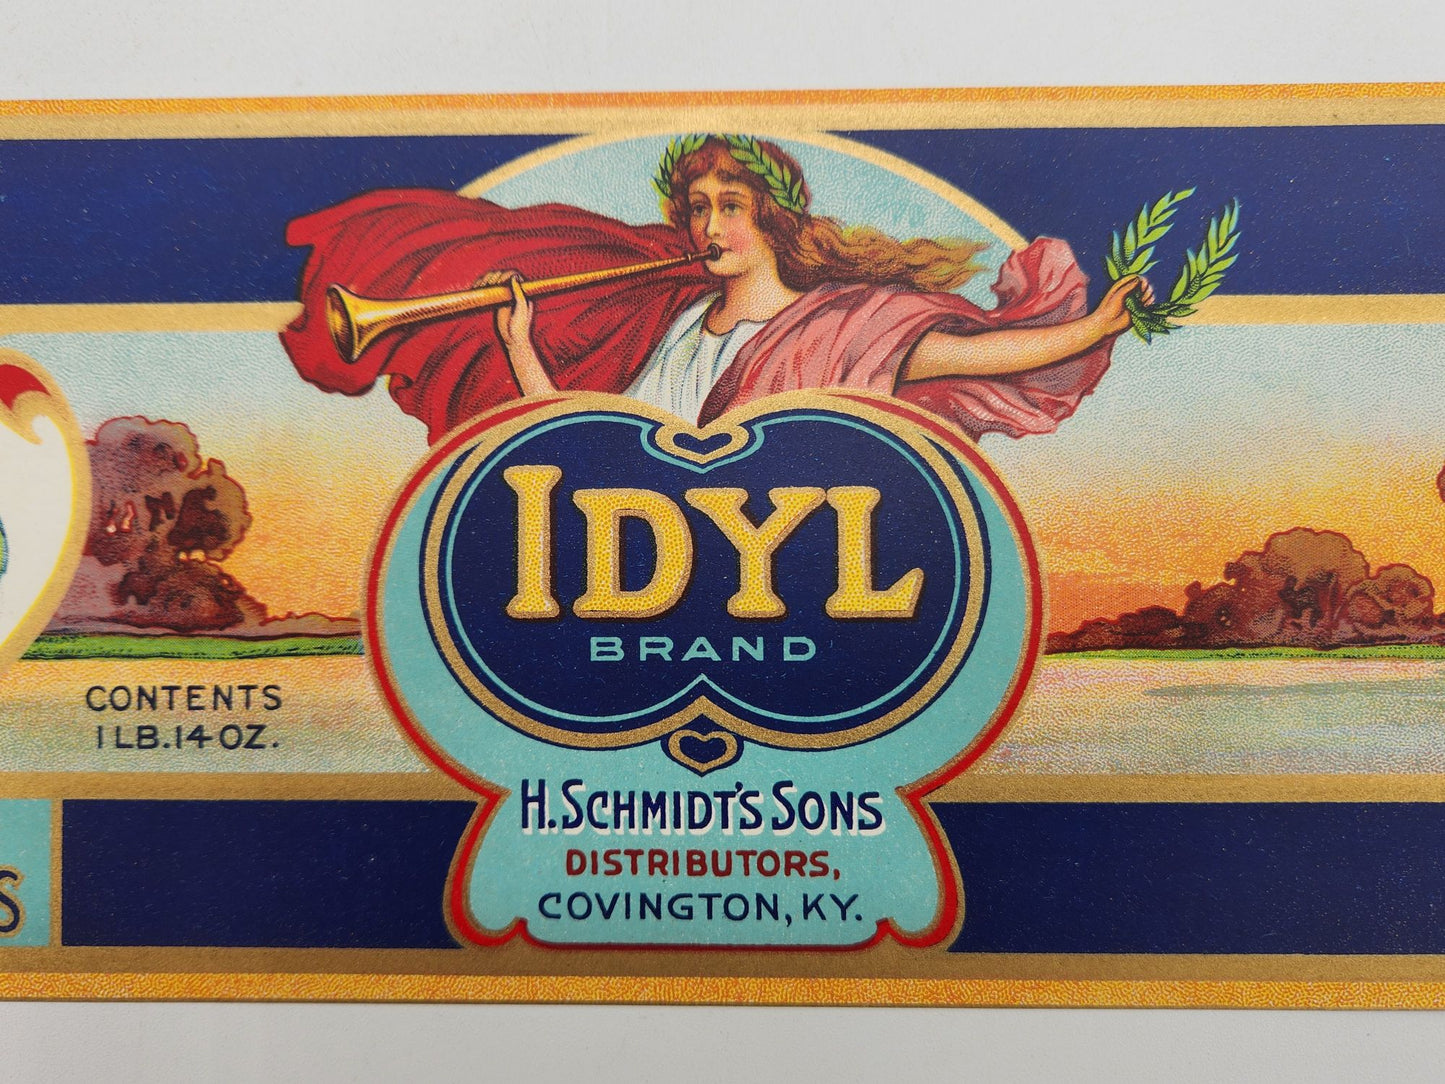 IDYL
BRAND
CONTENTS
1 LB. 14 OZ.
H. SCHMIDT'S SONS
DISTRIBUTORS,
COVINGTON, KY.